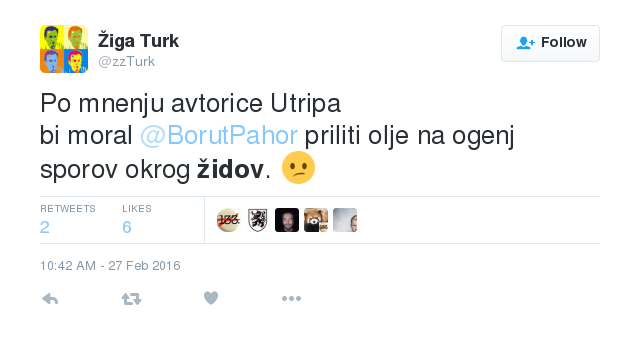 Žiga Turk
@zzTurk
Follow
Po mnenju avtorice Utripa
bi moral @BorutPahor priliti olje na ogenj
sporov okrog židov. 😕
RETWEETS LIKES
2 6
10:42 AM - 27 Feb 2016